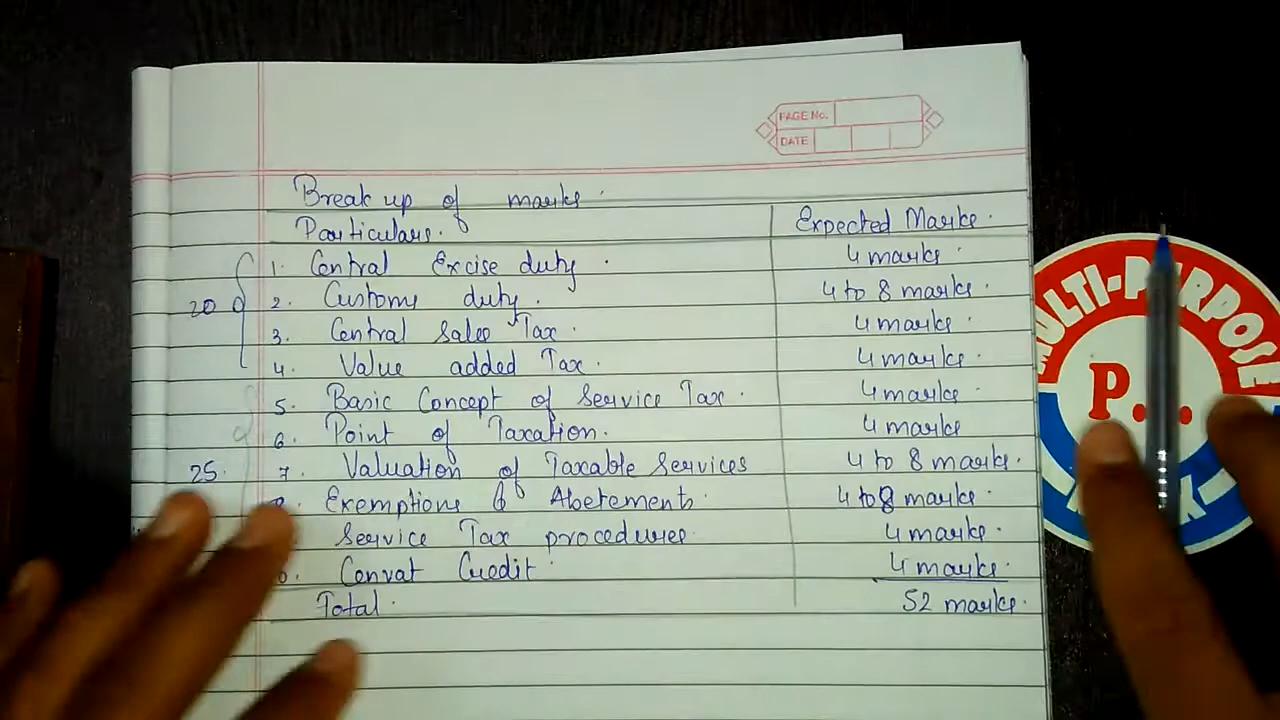 PAGE No.
DATE
Break up of marks.
Particulars. Expected Marks.
1. Central Excise duty. 4 marks.
20 2. Customs duty. 4 to 8 marks.
3. Central Sales Tax. 4 marks.
4. Value added Tax. 4 marks.
5. Basic Concept of Service Tax. 4 marks
6. Point of Taxation. 4 marks
25. 7. Valuation of Taxable Services 4 to 8 marks.
Exemptions & Abetements. 4 to 8 marks.
Service Tax procedures. 4 marks.
Cenvat Credit. 4 marks.
Total. 52 marks.
MULTI-PURPOSE
P...